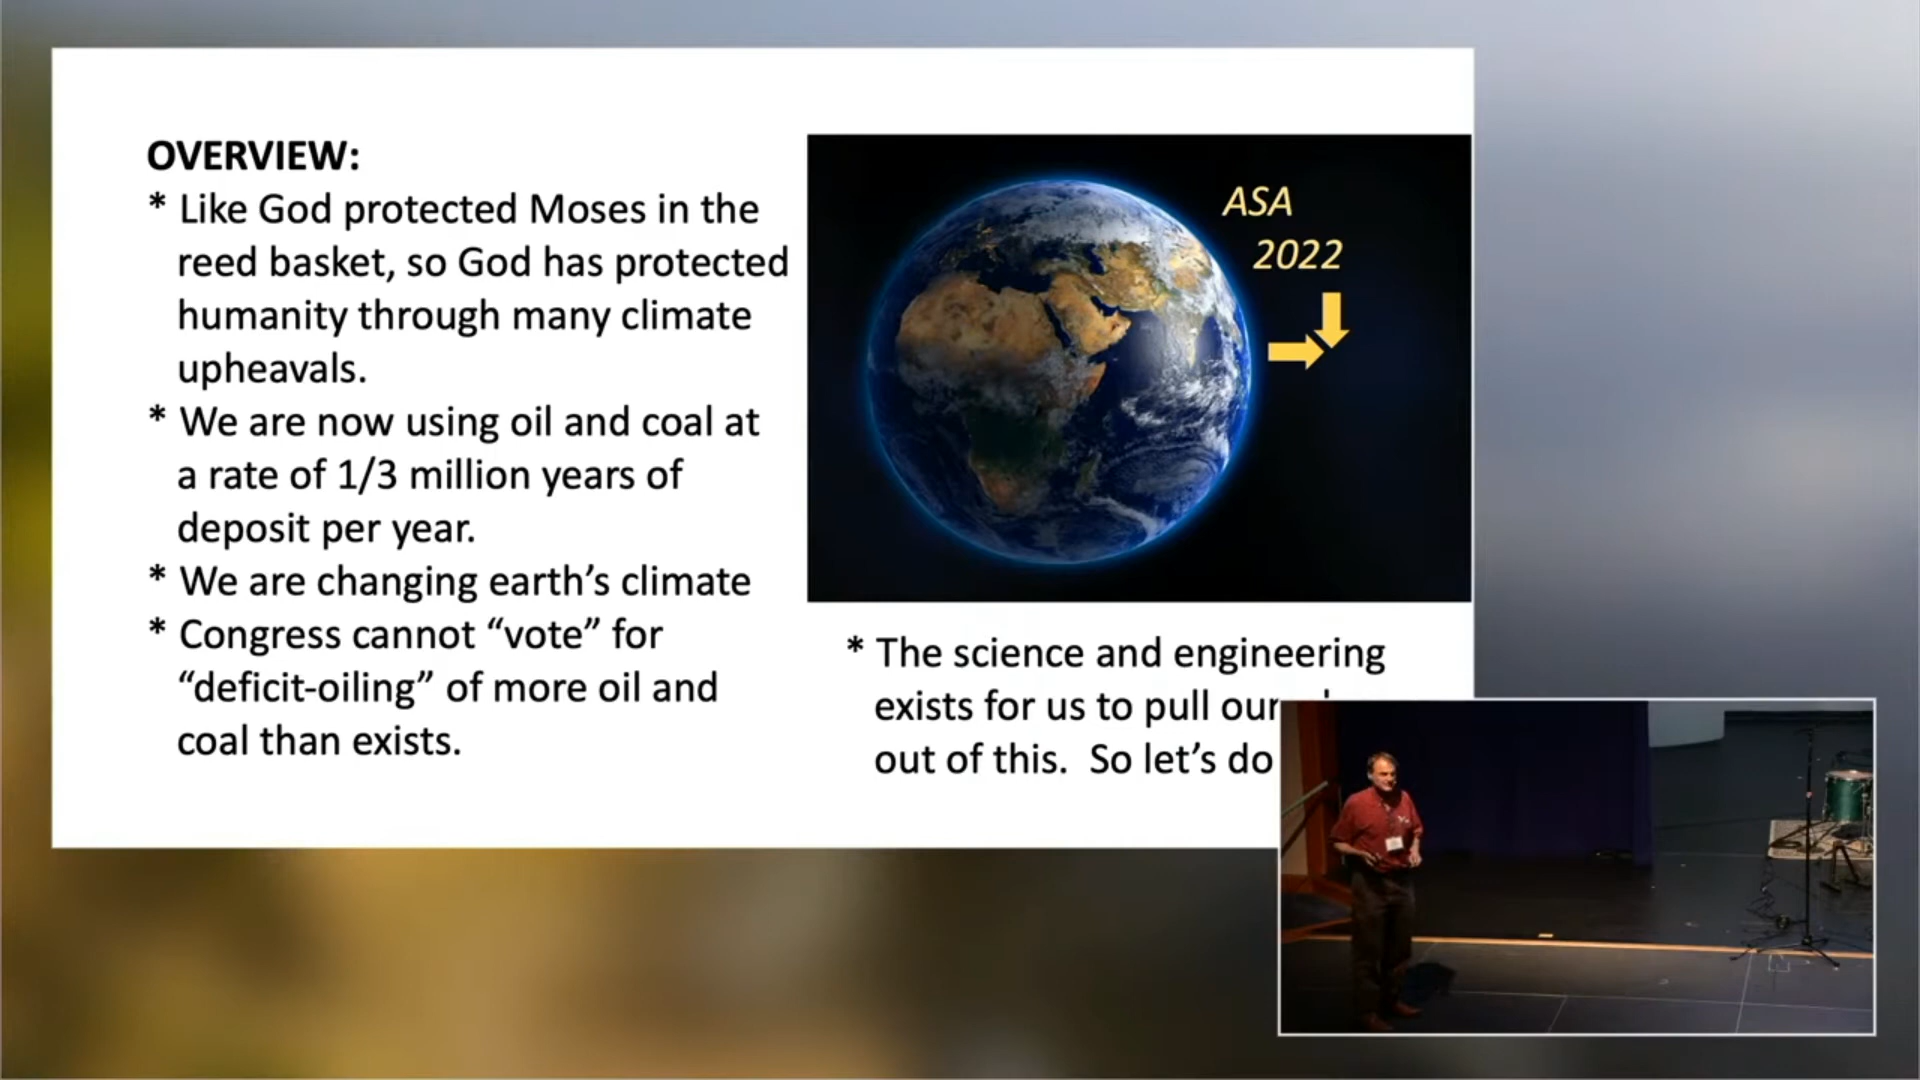 OVERVIEW:
* Like God protected Moses in the
reed basket, so God has protected
humanity through many climate
upheavals.
* We are now using oil and coal at
a rate of 1/3 million years of
deposit per year.
* We are changing earth’s climate
* Congress cannot “vote” for
“deficit-oiling” of more oil and
coal than exists.
ASA
2022
* The science and engineering
exists for us to pull
out of this. So let’s do